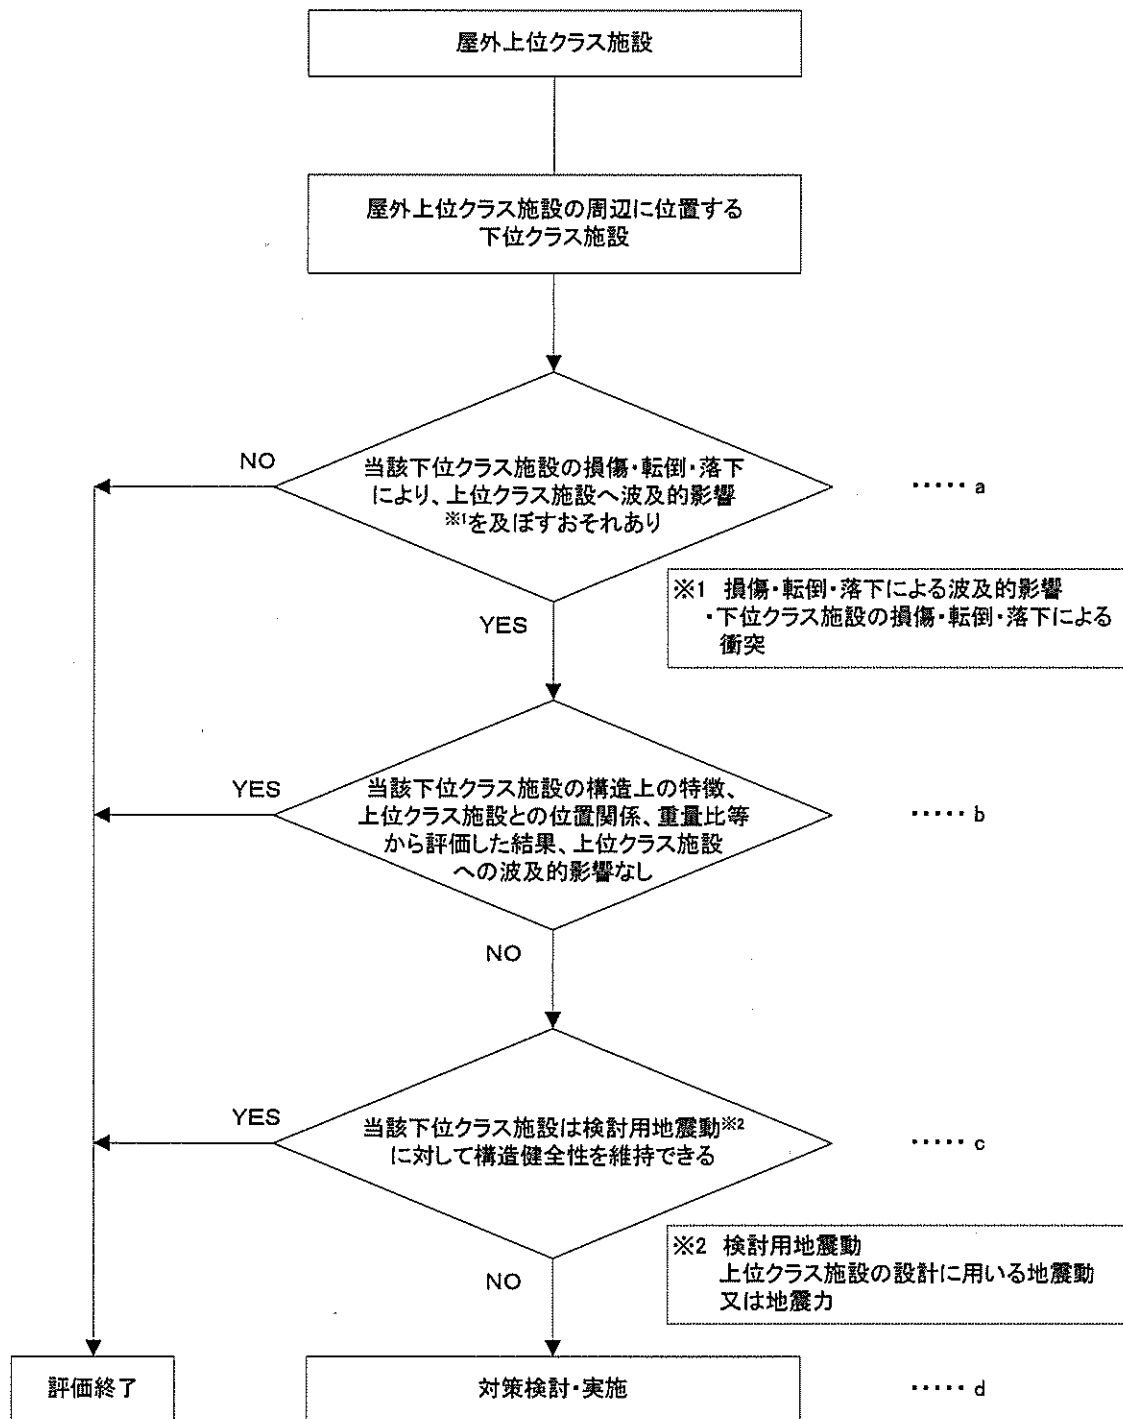 屋外上位クラス施設
屋外上位クラス施設の周辺に位置する
下位クラス施設
NO
当該下位クラス施設の損傷・転倒・落下
により、上位クラス施設へ波及的影響
※1を及ぼすおそれあり
・・・・・ a
※1 損傷・転倒・落下による波及的影響
・下位クラス施設の損傷・転倒・落下による
衝突
YES
YES
当該下位クラス施設の構造上の特徴、
上位クラス施設との位置関係、重量比等
から評価した結果、上位クラス施設
への波及的影響なし
・・・・・ b
NO
YES
当該下位クラス施設は検討用地震動※2
に対して構造健全性を維持できる
・・・・・ c
※2 検討用地震動
上位クラス施設の設計に用いる地震動
又は地震力
NO
評価終了
対策検討・実施
・・・・・ d